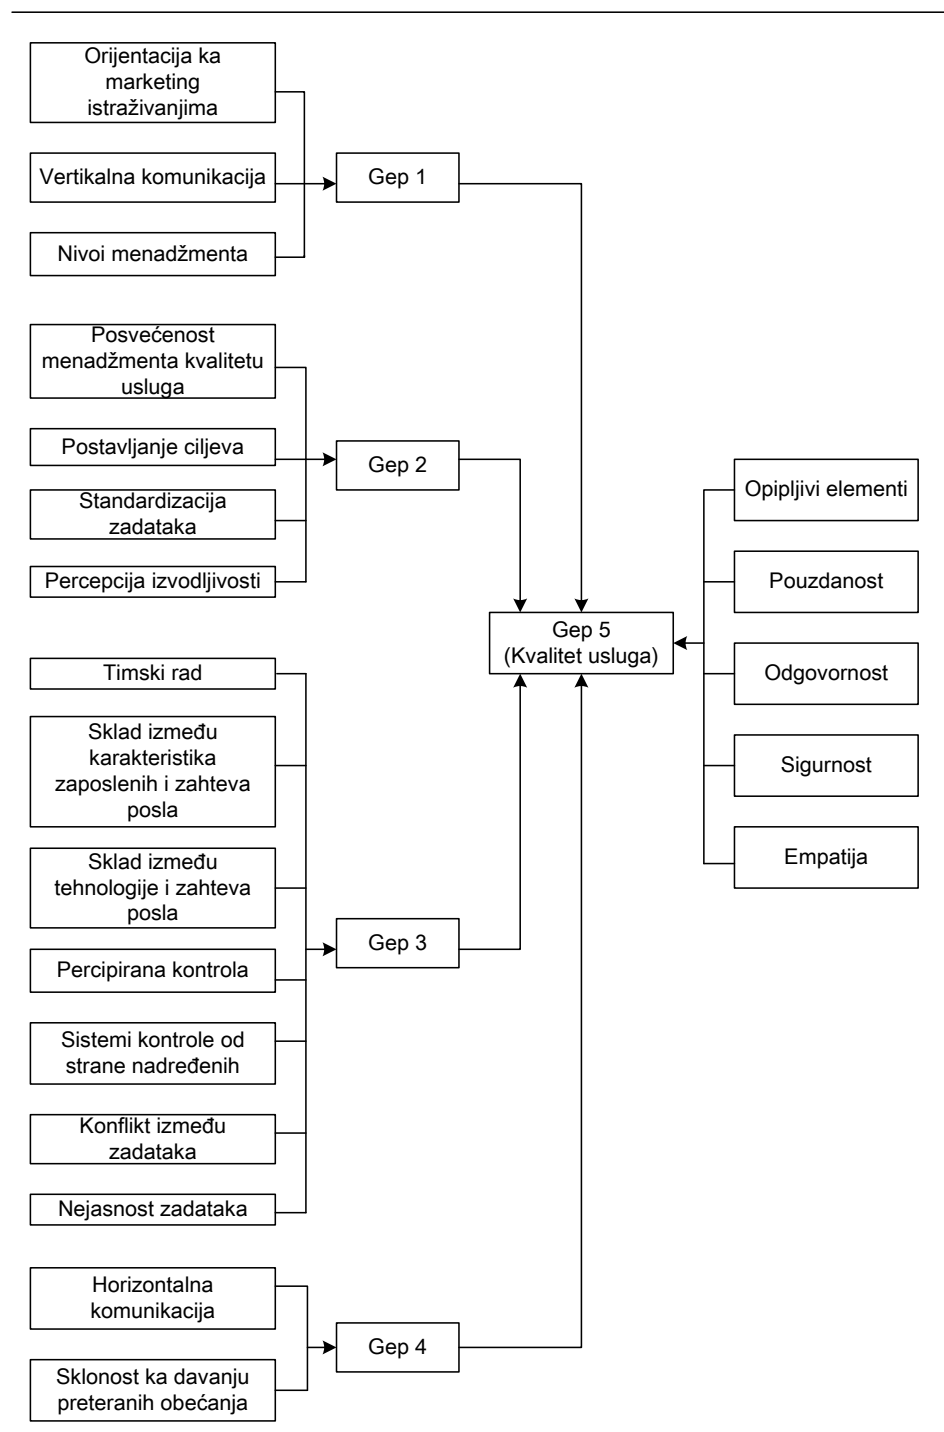 Orijentacija ka
marketing
istraživanjima
Vertikalna komunikacija
Gep 1
Nivoi menadžmenta
Posvećenost
menadžmenta kvalitetu
usluga
Postavljanje ciljeva
Gep 2
Standardizacija
zadataka
Percepcija izvodljivosti
Opipljivi elementi
Pouzdanost
Gep 5
(Kvalitet usluga)
Odgovornost
Sigurnost
Empatija
Timski rad
Sklad između
karakteristika
zaposlenih i zahteva
posla
Sklad između
tehnologije i zahteva
posla
Gep 3
Percipirana kontrola
Sistemi kontrole od
strane nadređenih
Konflikt između
zadataka
Nejasnost zadataka
Horizontalna
komunikacija
Gep 4
Sklonost ka davanju
preteranih obećanja